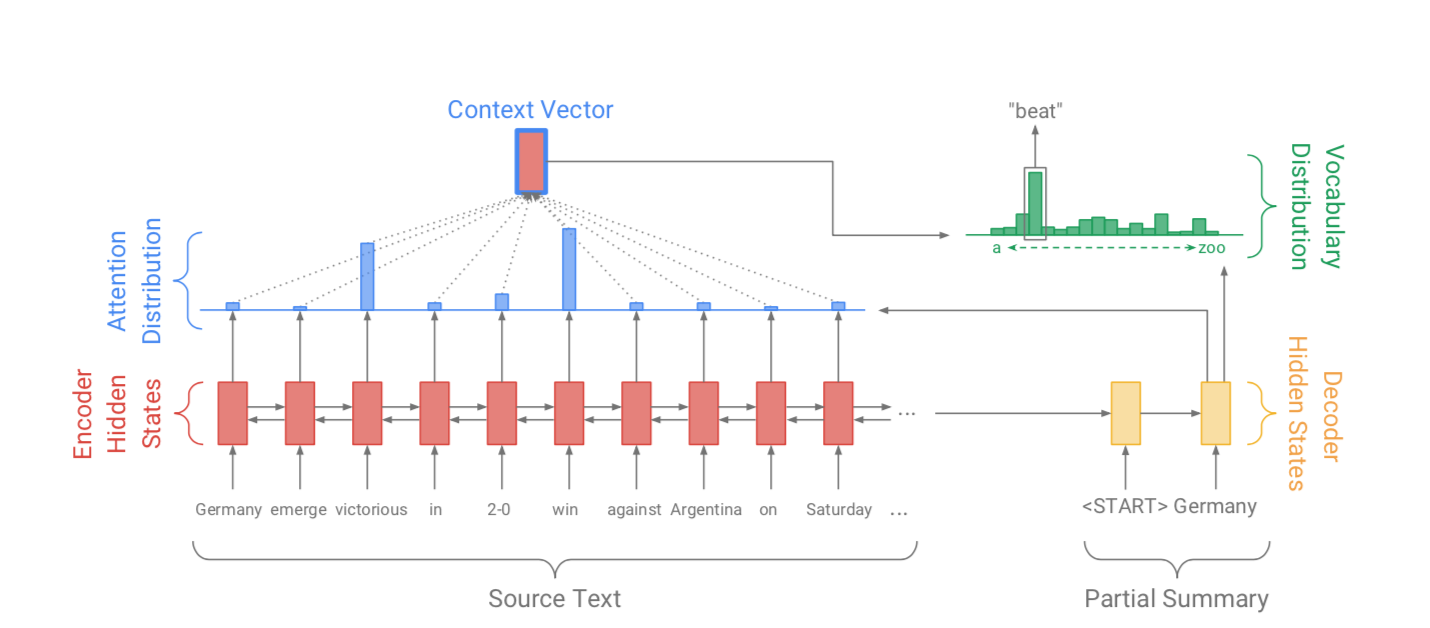 Context Vector
"beat"
Attention
Distribution
Vocabulary
Distribution
a
zoo
Encoder
Hidden
States
...
Decoder
Hidden States
Germany emerge victorious in 2-0 win against Argentina on Saturday ...
<START> Germany
Source Text
Partial Summary